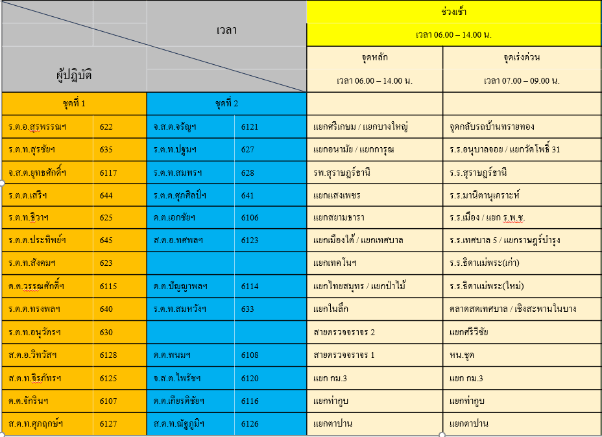 เวลา
ช่วงเช้า
เวลา 06.00 – 14.00 น.
ผู้ปฏิบัติ
จุดหลัก
จุดเร่งด่วน
เวลา 06.00 – 14.00 น.
เวลา 07.00 – 09.00 น.
ชุดที่ 1
ชุดที่ 2
ร.ต.อ.สุรพรรณฯ 622 จ.ส.ต.จรัญฯ 6121 แยกศรีเกษม / แยกบางใหญ่ จุดกลับรถบ้านทรายทอง
ร.ต.ท.สุรชัยฯ 635 ร.ต.ท.ปฐมฯ 627 แยกอนามัย / แยกการุณ ร.ร.อนุบาลจอย / แยกวัดโพธิ์ 31
จ.ส.ต.ยุทธศักดิ์ฯ 6117 ร.ต.ท.สมทรฯ 628 รพ.สุราษฎร์ธานี ร.ร.สุราษฎร์ธานี
ร.ต.ต.เสรีฯ 644 ร.ต.ต.ศุภศิลป์ฯ 641 แยกแสงเพชร ร.ร.มานิตานุเคราะห์
ร.ต.ท.ธิวาฯ 625 ด.ต.เอกชัยฯ 6106 แยกสยามธารา ร.ร.เมือง / แยก ร.พ.ช.
ร.ต.ต.ประทิพย์ฯ 645 ส.ต.อ.ยศพลฯ 6123 แยกเมืองใต้ / แยกเทศบาล ร.ร.เทศบาล 5 / แยกราษฎร์บำรุง
ร.ต.ท.สังคมฯ 623 แยกเทคโนฯ ร.ร.ธิดาแม่พระ(เก่า)
ด.ต.วรรณศักดิ์ฯ 6115 ด.ต.ปัญญาพลฯ 6114 แยกไทยสมุทร / แยกป่าไม้ ร.ร.ธิดาแม่พระ(ใหม่)
ร.ต.ต.ทรงพลฯ 640 ร.ต.ท.สมหวังฯ 633 แยกในลึก ตลาดสดเทศบาล / เชิงสะพานในบาง
ร.ต.ท.อนุวัตรฯ 630 สายตรวจจราจร 2 แยกศรีวิชัย
ส.ต.อ.วิทวัสฯ 6128 ด.ต.พนมฯ 6108 สายตรวจจราจร 1 หน.ชุด
ส.ต.ท.จิรภัทรฯ 6125 จ.ส.ต.ไพรัชฯ 6120 แยก กม.3 แยก กม.3
ด.ต.จักรินฯ 6107 ด.ต.เกียรติชัยฯ 6116 แยกท่ากูบ แยกท่ากูบ
ส.ต.ท.ศุภฤกษ์ฯ 6127 ส.ต.ท.ณัฐภูมิฯ 6126 แยกตาปาน แยกตาปาน